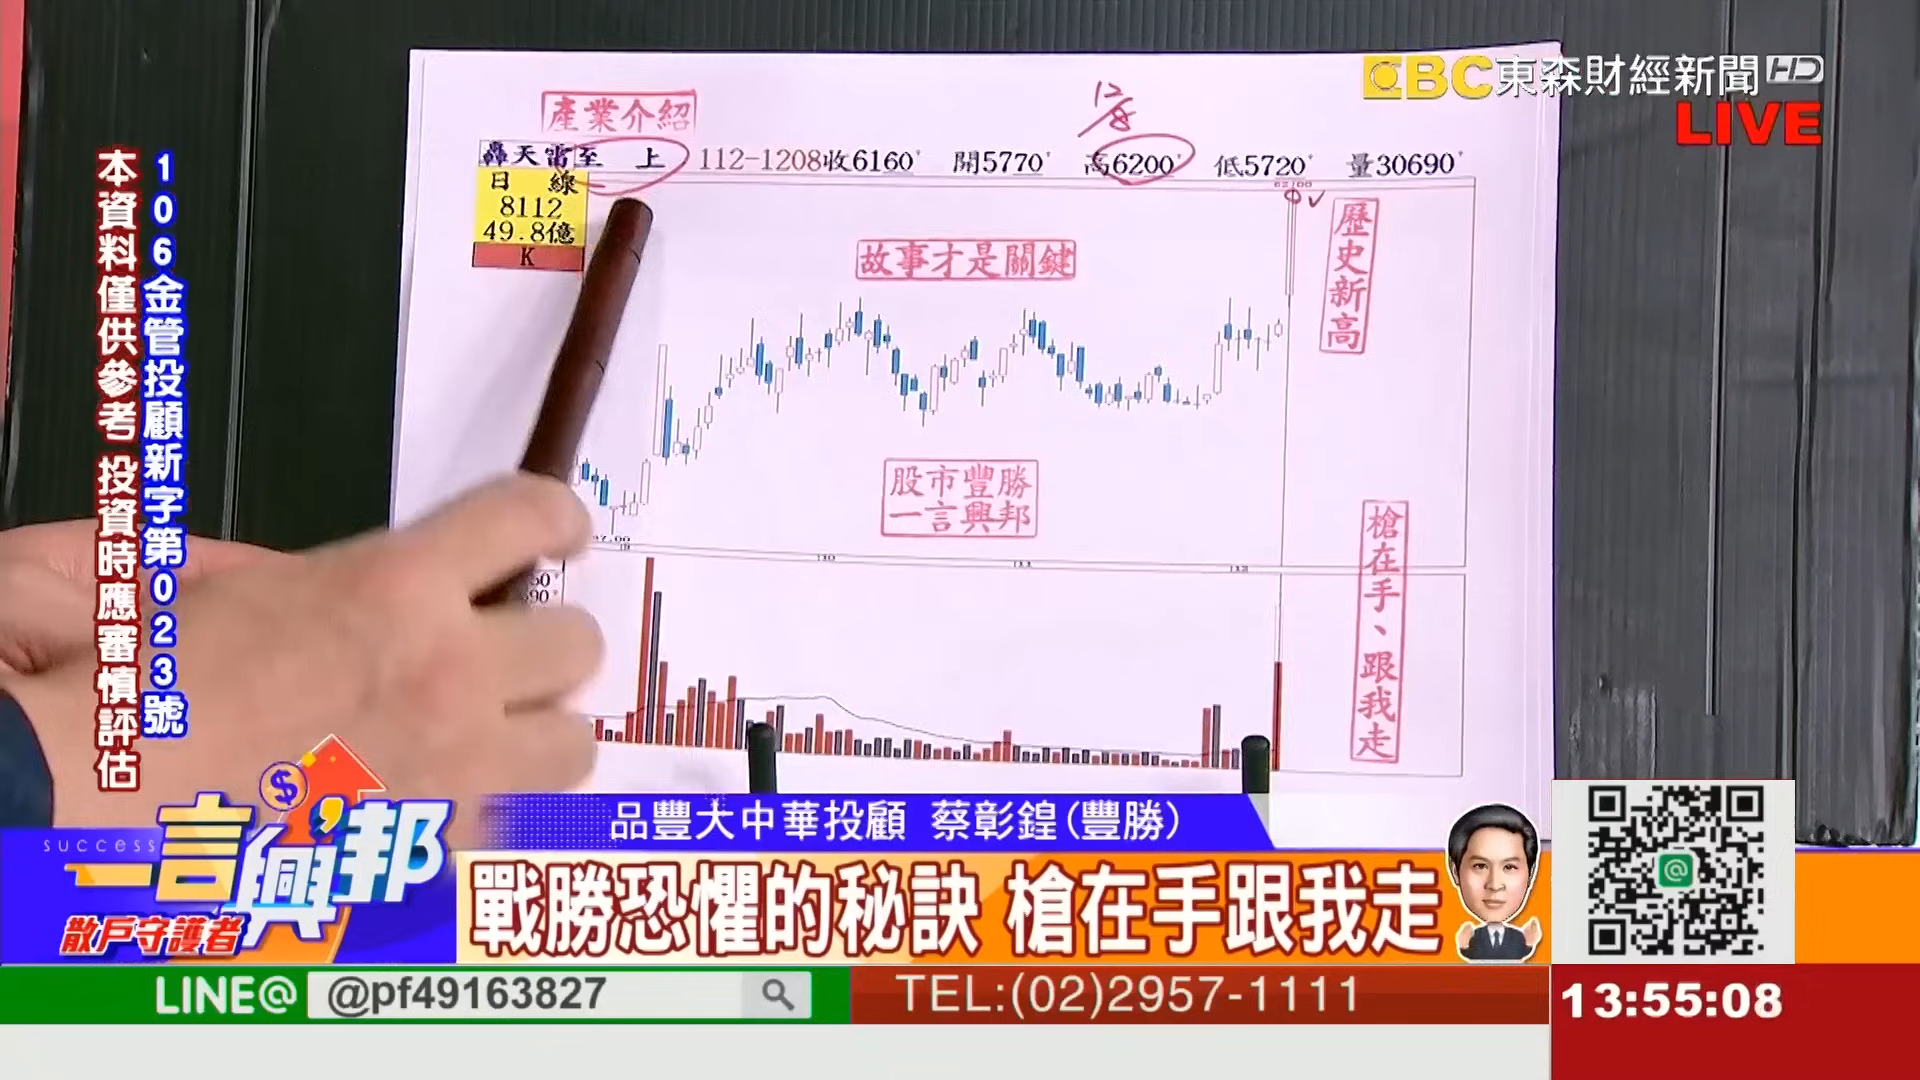 EBC東森財經新聞HD
LIVE
106金管投顧新字第023號
本資料僅供參考 投資時應審慎評估
產業介紹
轟天雷至 上 112-1208收6160 開5770 高6200 低5720 量30690
日 線
8112
49.8億
K
歷史新高
故事才是關鍵
股市豐勝
一言興邦
槍在手、跟我走
10
11
12
success
一言興邦
散戶守護者
品豐大中華投顧 蔡彰鍠(豐勝)
戰勝恐懼的秘訣 槍在手跟我走
LINE@ @pf49163827
TEL:(02)2957-1111
13:55:08